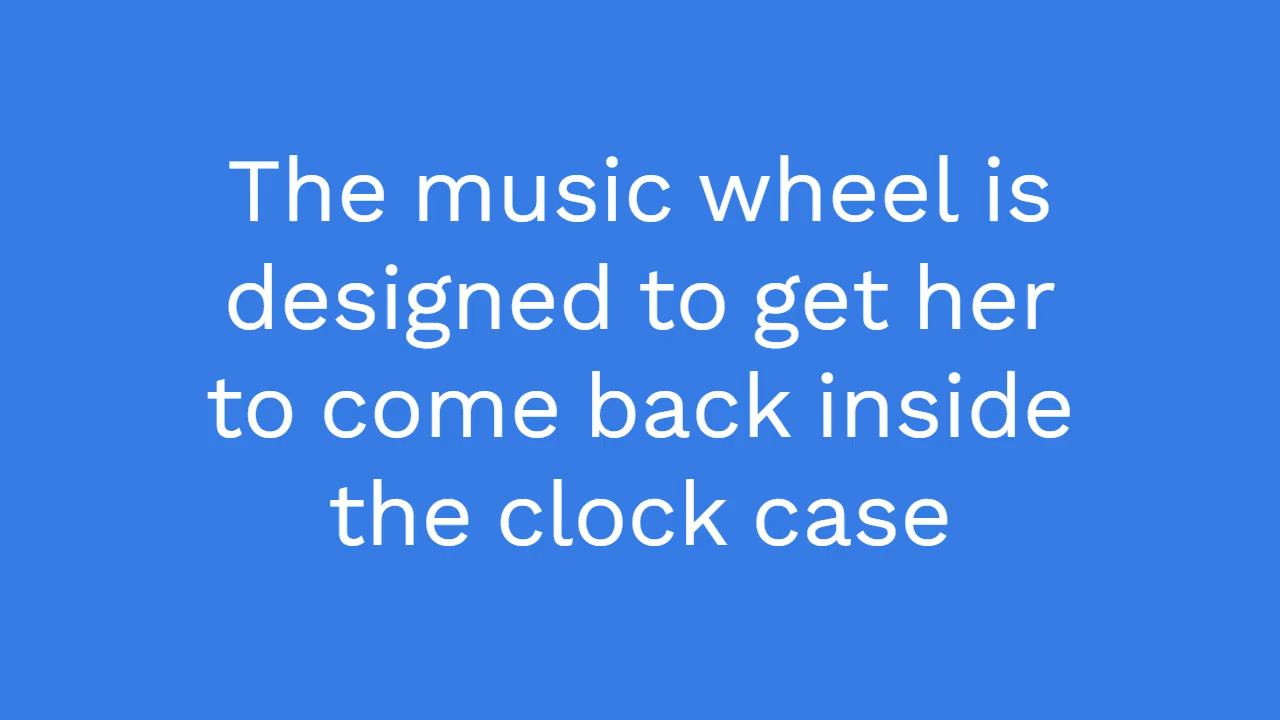 The music wheel is
designed to get her
to come back inside
the clock case